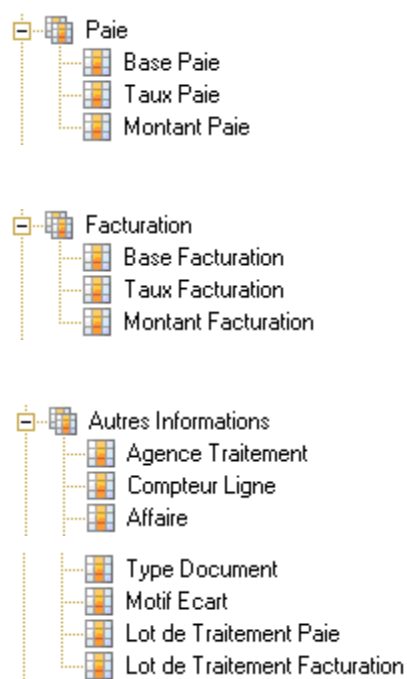 Paie
Base Paie
Taux Paie
Montant Paie
Facturation
Base Facturation
Taux Facturation
Montant Facturation
Autres Informations
Agence Traitement
Compteur Ligne
Affaire
Type Document
Motif Ecart
Lot de Traitement Paie
Lot de Traitement Facturation